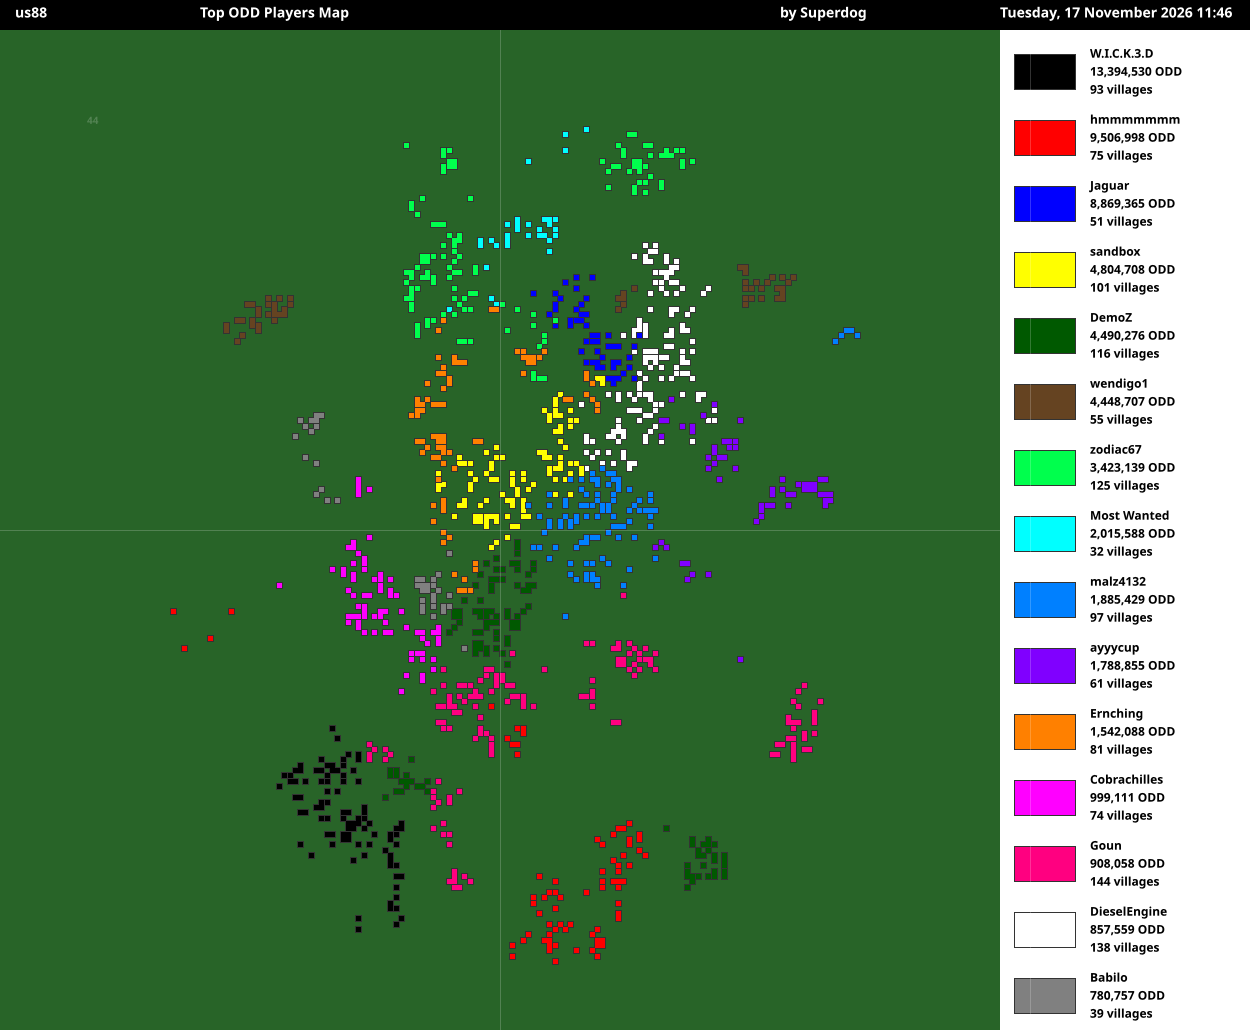 us88 Top ODD Players Map by Superdog Tuesday, 17 November 2026 11:46
44
W.I.C.K.3.D
13,394,530 ODD
93 villages
hmmmmmmm
9,506,998 ODD
75 villages
Jaguar
8,869,365 ODD
51 villages
sandbox
4,804,708 ODD
101 villages
DemoZ
4,490,276 ODD
116 villages
wendigo1
4,448,707 ODD
55 villages
zodiac67
3,423,139 ODD
125 villages
Most Wanted
2,015,588 ODD
32 villages
malz4132
1,885,429 ODD
97 villages
ayyycup
1,788,855 ODD
61 villages
Ernching
1,542,088 ODD
81 villages
Cobrachilles
999,111 ODD
74 villages
Goun
908,058 ODD
144 villages
DieselEngine
857,559 ODD
138 villages
Babilo
780,757 ODD
39 villages